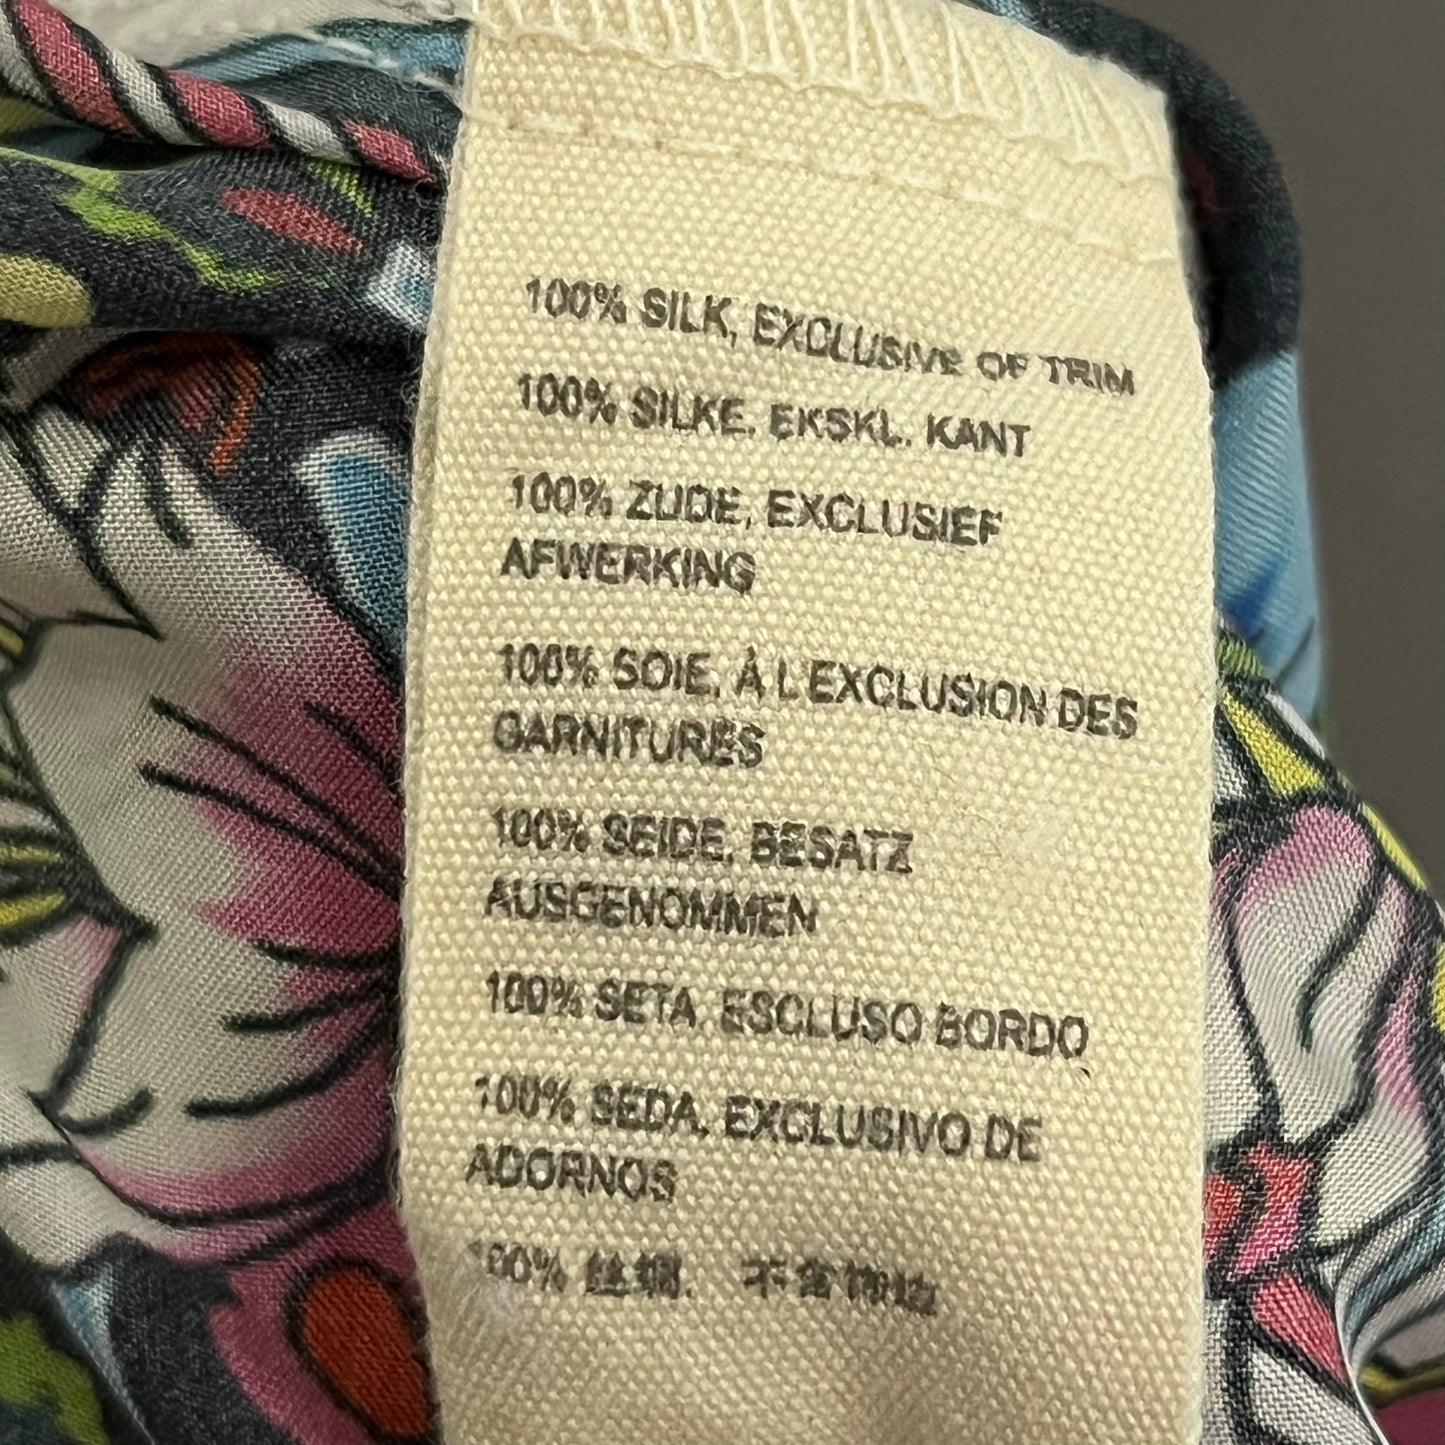 100% SILK, EXCLUSIVE OF TRIM
100% SILKE. EKSKL. KANT
100% ZIJDE, EXCLUSIEF
AFWERKING
100% SOIE, À L'EXCLUSION DES
GARNITURES
100% SEIDE, BESATZ
AUSGENOMMEN
100% SETA, ESCLUSO BORDO
100% SEDA, EXCLUSIVO DE
ADORNOS
100% 丝绸. 不含饰边